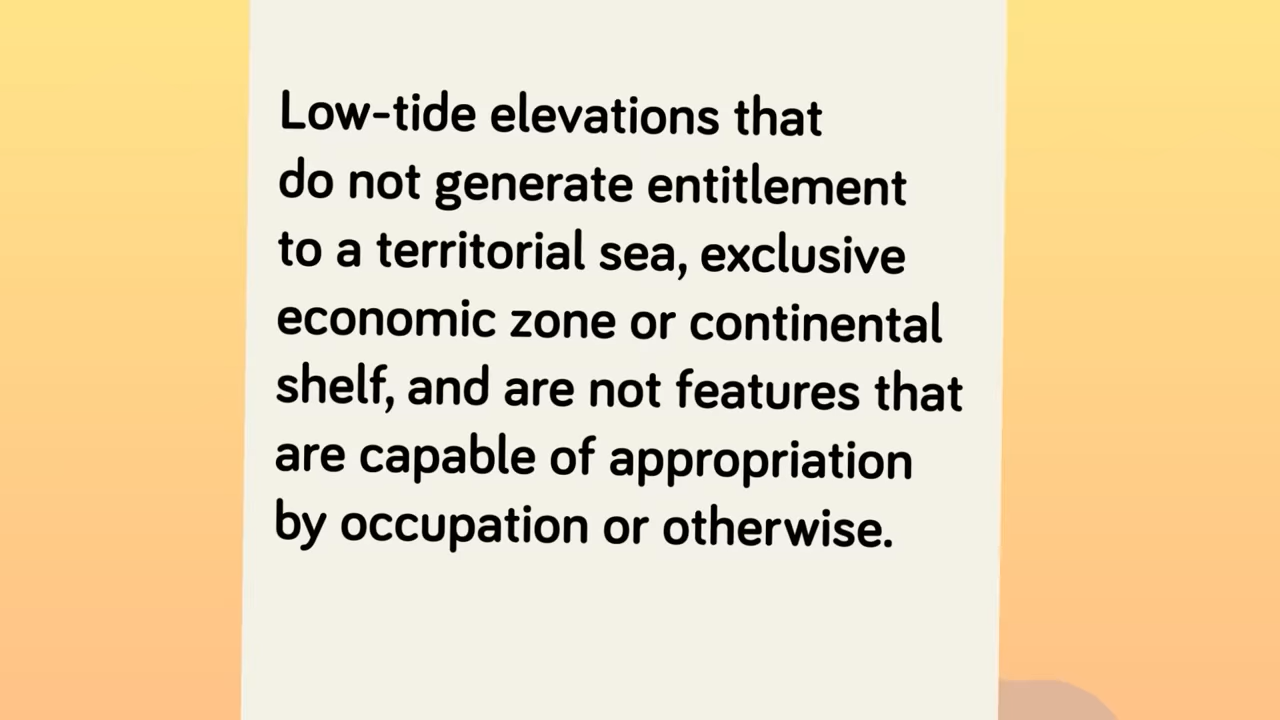 Low-tide elevations that
do not generate entitlement
to a territorial sea, exclusive
economic zone or continental
shelf, and are not features that
are capable of appropriation
by occupation or otherwise.